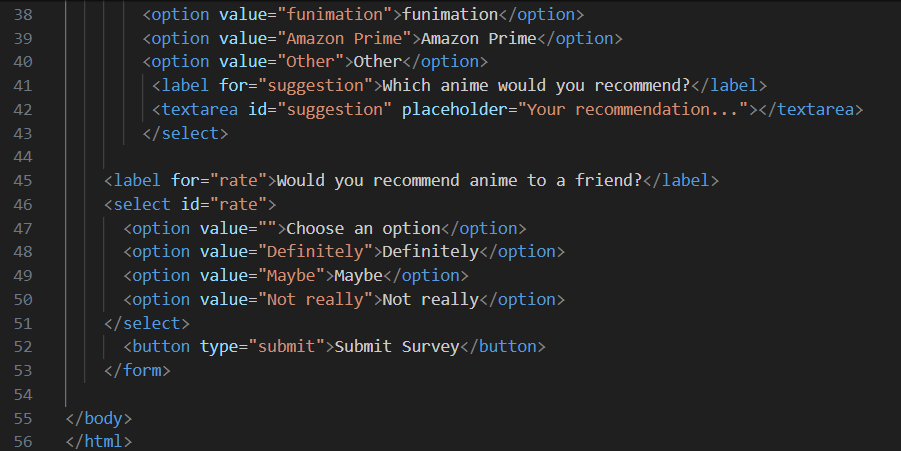 38 <option value="funimation">funimation</option>
39 <option value="Amazon Prime">Amazon Prime</option>
40 <option value="Other">Other</option>
41 <label for="suggestion">Which anime would you recommend?</label>
42 <textarea id="suggestion" placeholder="Your recommendation..."></textarea>
43 </select>
44
45 <label for="rate">Would you recommend anime to a friend?</label>
46 <select id="rate">
47 <option value="">Choose an option</option>
48 <option value="Definitely">Definitely</option>
49 <option value="Maybe">Maybe</option>
50 <option value="Not really">Not really</option>
51 </select>
52 <button type="submit">Submit Survey</button>
53 </form>
54
55 </body>
56 </html>